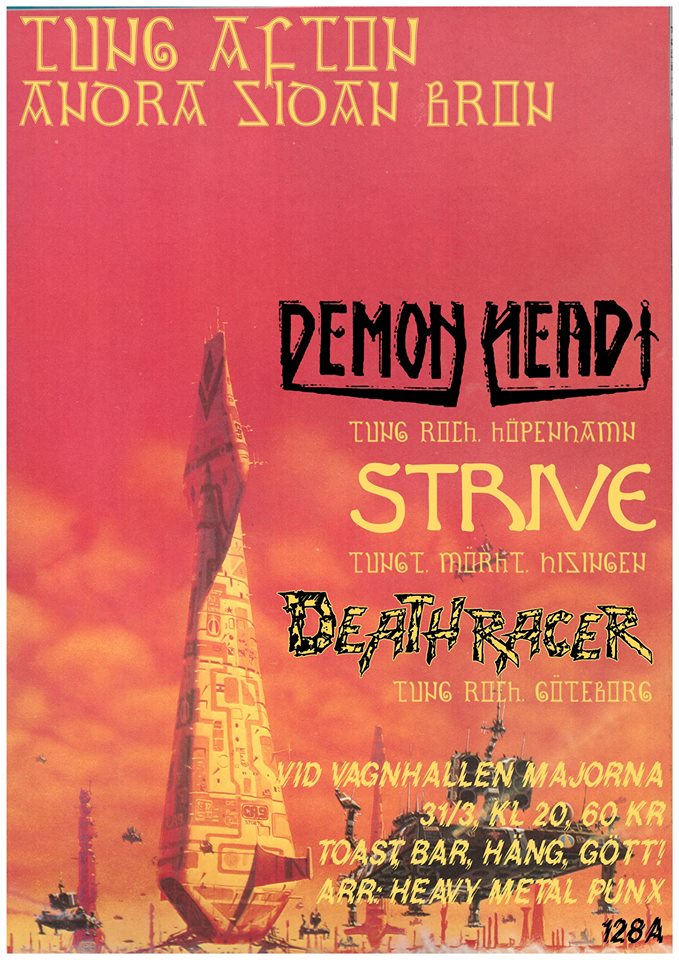 TUNG AFTON
ANDRA SIDAN BRON
DEMON HEAD
TUNG ROCK. KÖPENHAMN
STRIVE
TUNGT. MÖRKT. HISINGEN
DEATHRACER
TUNG ROCK. GÖTEBORG
VID VAGNHALLEN MAJORNA
31/3, KL 20, 60 KR
TOAST, BAR, HÄNG, GÖTT!
ARR: HEAVY METAL PUNX
128A